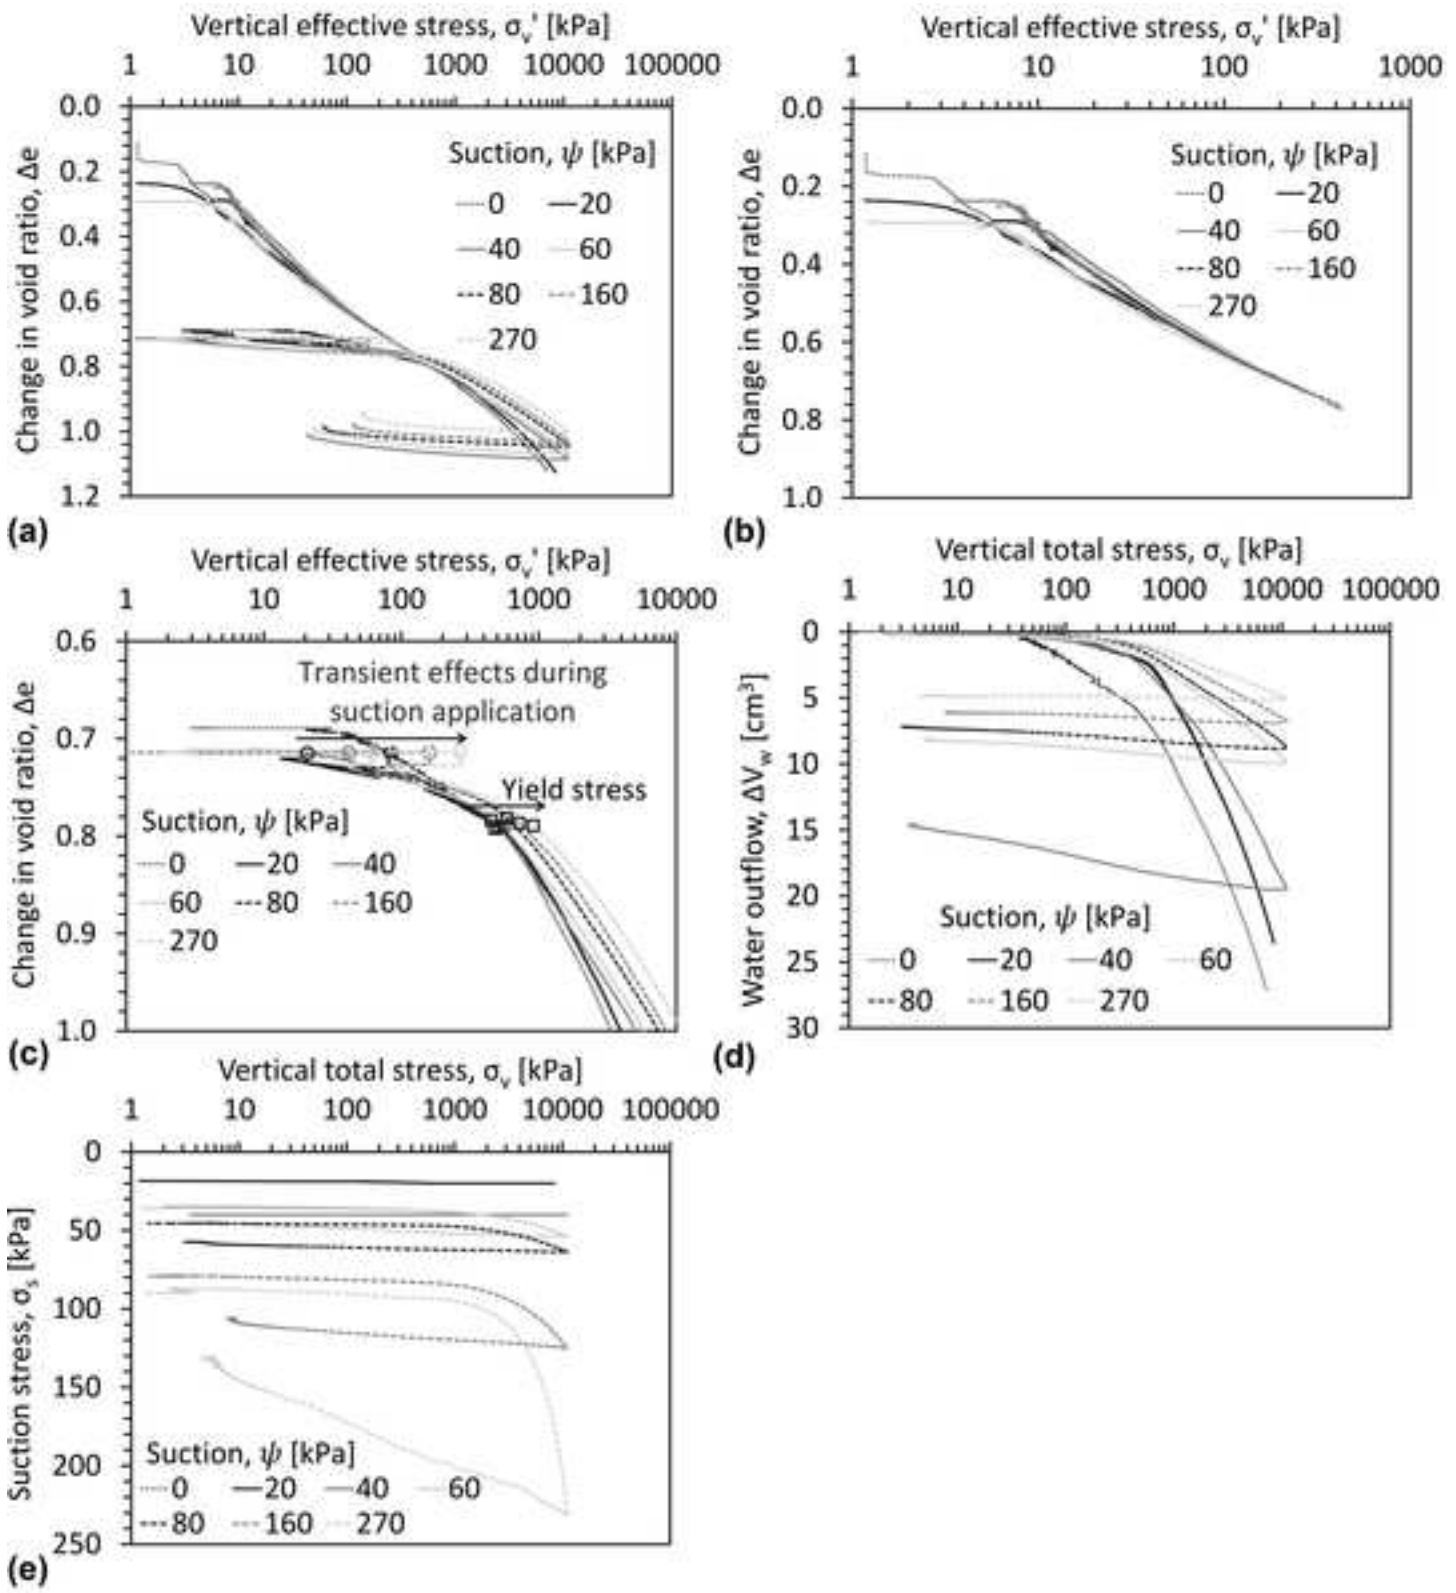 Vertical effective stress, σv' [kPa]
1 10 100 1000 10000 100000
0.0
0.2
0.4
0.6
0.8
1.0
1.2
Change in void ratio, Δe
Suction, ψ [kPa]
0 20
40 60
80 160
270
(a)
Vertical effective stress, σv' [kPa]
1 10 100 1000
0.0
0.2
0.4
0.6
0.8
1.0
Change in void ratio, Δe
Suction, ψ [kPa]
0 20
40 60
80 160
270
(b)
Vertical effective stress, σv' [kPa]
1 10 100 1000 10000
0.6
0.7
0.8
0.9
1.0
Change in void ratio, Δe
Transient effects during
suction application
Yield stress
Suction, ψ [kPa]
0 20 40
60 80 160
270
(c)
Vertical total stress, σv [kPa]
1 10 100 1000 10000 100000
0
5
10
15
20
25
30
Water outflow, ΔVw [cm³]
Suction, ψ [kPa]
0 20 40 60
80 160 270
(d)
Vertical total stress, σv [kPa]
1 10 100 1000 10000 100000
0
50
100
150
200
250
Suction stress, σs [kPa]
Suction, ψ [kPa]
0 20 40 60
80 160 270
(e)